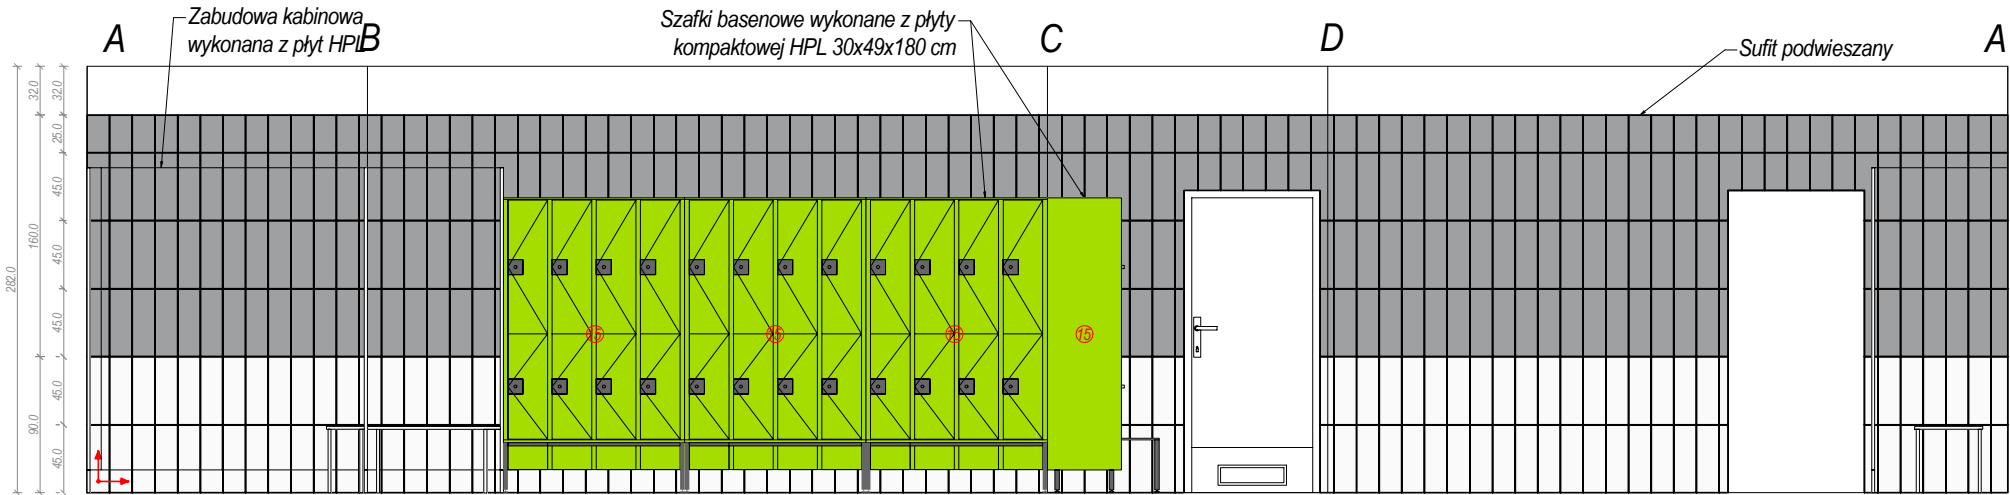 Zabudowa kabinowa
wykonana z płyt HPL
Szafki basenowe wykonane z płyty
kompaktowej HPL 30x49x180 cm
Sufit podwieszany
A
B
C
D
A
32.0
32.0
25.0
45.0
160.0
45.0
282.0
45.0
45.0
90.0
45.0
15
15
15
15